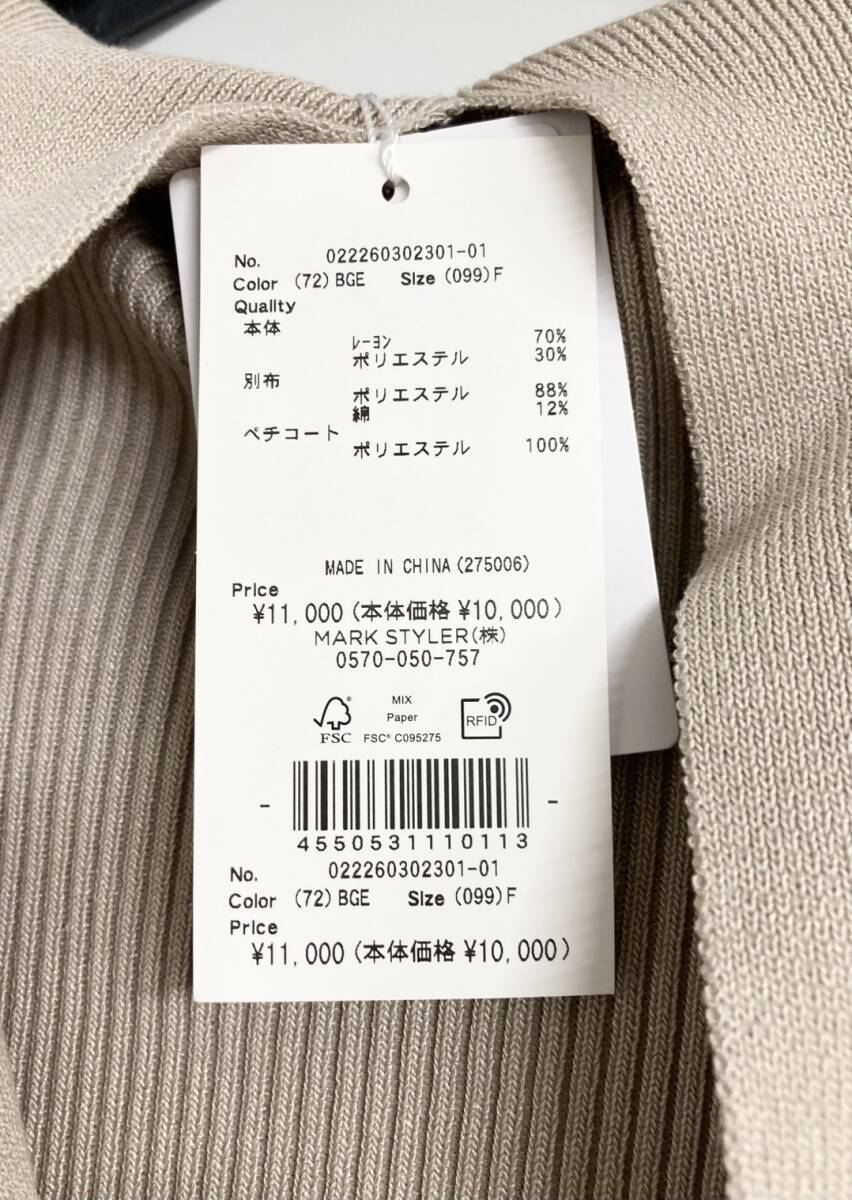 No. 022260302301-01
Color (72) BGE Size (099) F
Quality
本体
ﾚｰﾖﾝ 70%
ポリエステル 30%
別布
ポリエステル 88%
綿 12%
ペチコート
ポリエステル 100%
MADE IN CHINA (275006)
Price
¥11,000 (本体価格 ¥10,000)
MARK STYLER(株)
0570-050-757
FSC
MIX
Paper
FSC® C095275
RFID
- -
4550531110113
No. 022260302301-01
Color (72) BGE Size (099) F
Price
¥11,000 (本体価格 ¥10,000)